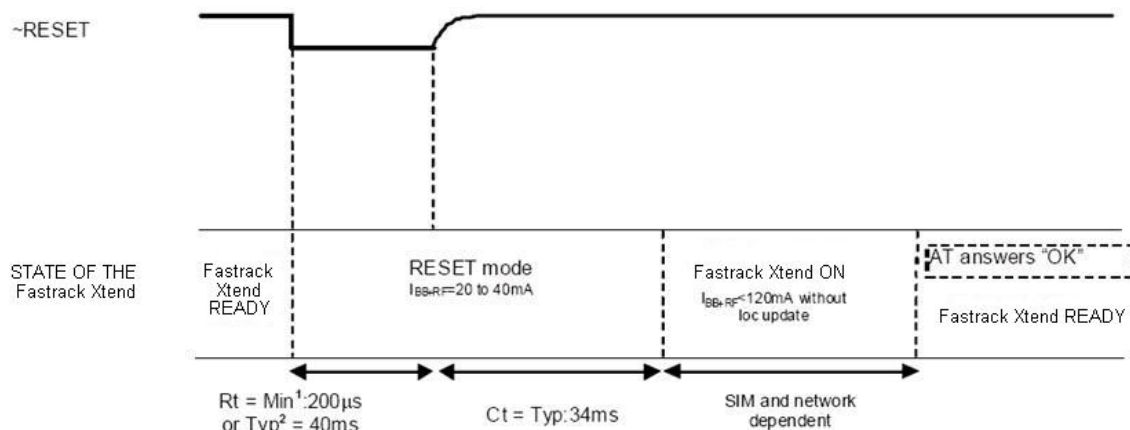 ~RESET
STATE OF THE
Fastrack Xtend
Fastrack
Xtend
READY
RESET mode
IBB+RF=20 to 40mA
Fastrack Xtend ON
IBB+RF<120mA without
loc update
AT answers “OK”
Fastrack Xtend READY
Rt = Min¹:200µs
or Typ² = 40ms
Ct = Typ:34ms
SIM and network
dependent